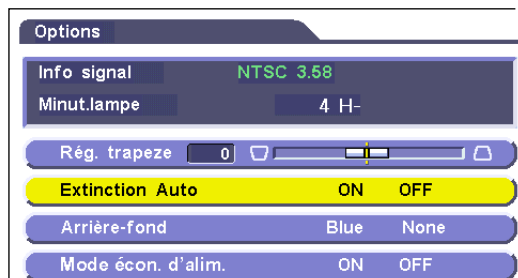 Options
Info signal NTSC 3.58
Minut.lampe 4 H-
Rég. trapeze 0
Extinction Auto ON OFF
Arrière-fond Blue None
Mode écon. d'alim. ON OFF